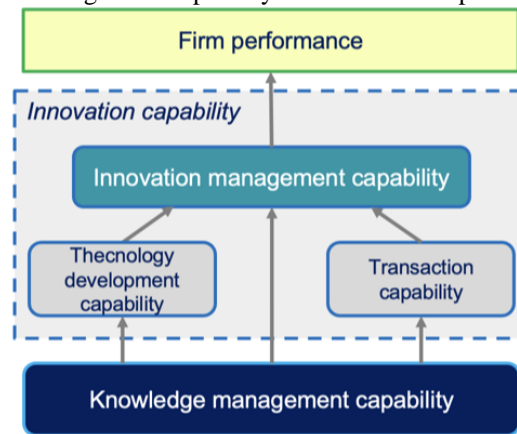 Firm performance
Innovation capability
Innovation management capability
Thecnology
development
capability
Transaction
capability
Knowledge management capability